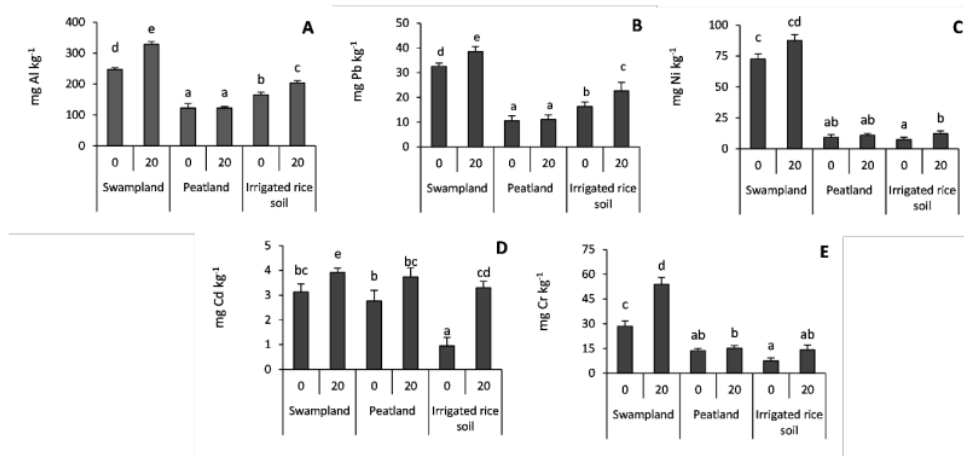 A
mg Al kg⁻¹
400
300
200
100
0
d e a a b c
0 20 0 20 0 20
Swampland Peatland Irrigated rice
soil
B
mg Pb kg⁻¹
50
40
30
20
10
0
d e a a b c
0 20 0 20 0 20
Swampland Peatland Irrigated rice
soil
C
mg Ni kg⁻¹
100
75
50
25
0
c cd ab ab a b
0 20 0 20 0 20
Swampland Peatland Irrigated rice
soil
D
mg Cd kg⁻¹
5
4
3
2
1
0
bc e b bc a cd
0 20 0 20 0 20
Swampland Peatland Irrigated rice
soil
E
mg Cr kg⁻¹
75
60
45
30
15
0
c d ab b a ab
0 20 0 20 0 20
Swampland Peatland Irrigated rice
soil